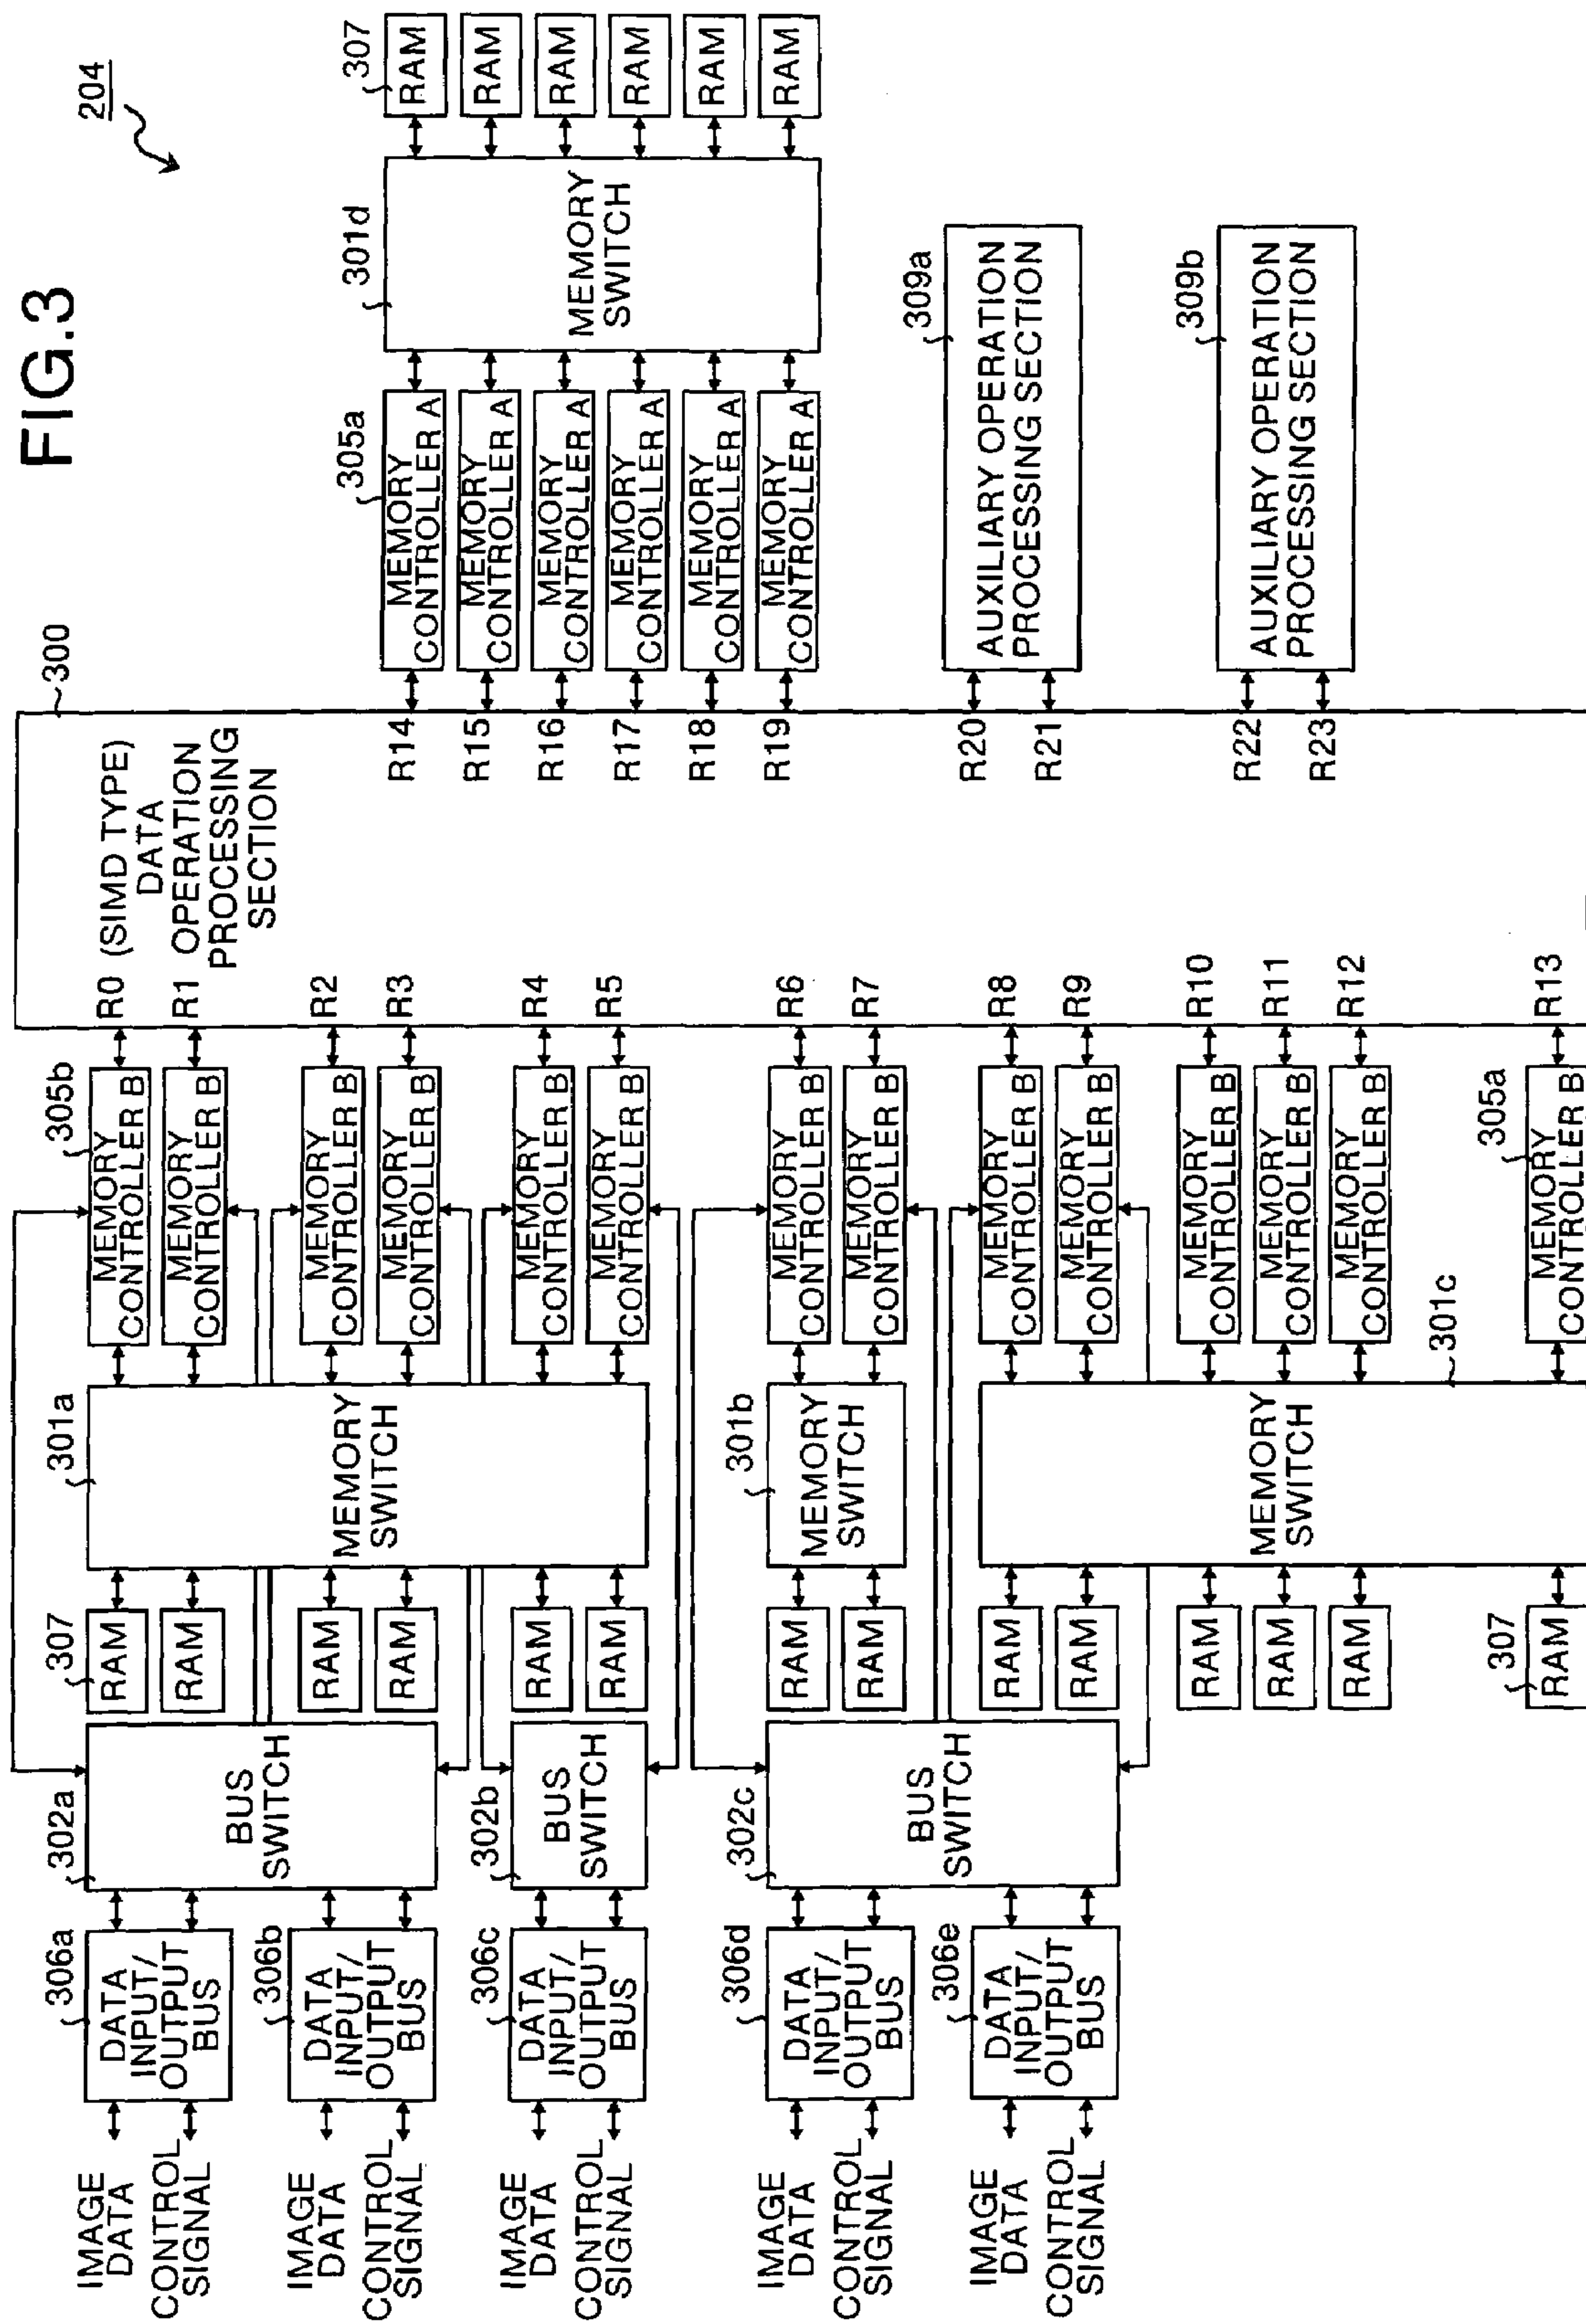 FIG.3
204
300
R0 (SIMD TYPE)
DATA
R1 OPERATION
PROCESSING
SECTION
R2
R3
R4
R5
R6
R7
R8
R9
R10
R11
R12
R13
R14
R15
R16
R17
R18
R19
R20
R21
R22
R23
IMAGE
DATA
CONTROL
SIGNAL
IMAGE
DATA
CONTROL
SIGNAL
IMAGE
DATA
CONTROL
SIGNAL
IMAGE
DATA
CONTROL
SIGNAL
IMAGE
DATA
CONTROL
SIGNAL
306a
DATA
INPUT/
OUTPUT
BUS
306b
DATA
INPUT/
OUTPUT
BUS
306c
DATA
INPUT/
OUTPUT
BUS
306d
DATA
INPUT/
OUTPUT
BUS
306e
DATA
INPUT/
OUTPUT
BUS
302a
BUS
SWITCH
302b
BUS
SWITCH
302c
BUS
SWITCH
307
RAM
RAM
RAM
RAM
RAM
RAM
RAM
RAM
RAM
RAM
RAM
RAM
RAM
307
RAM
301a
MEMORY
SWITCH
301b
MEMORY
SWITCH
301c
MEMORY
SWITCH
305b
MEMORY
CONTROLLER B
MEMORY
CONTROLLER B
MEMORY
CONTROLLER B
MEMORY
CONTROLLER B
MEMORY
CONTROLLER B
MEMORY
CONTROLLER B
MEMORY
CONTROLLER B
MEMORY
CONTROLLER B
MEMORY
CONTROLLER B
MEMORY
CONTROLLER B
MEMORY
CONTROLLER B
MEMORY
CONTROLLER B
MEMORY
CONTROLLER B
305a
MEMORY
CONTROLLER A
305a
MEMORY
CONTROLLER A
MEMORY
CONTROLLER A
MEMORY
CONTROLLER A
MEMORY
CONTROLLER A
MEMORY
CONTROLLER A
MEMORY
CONTROLLER A
301d
MEMORY
SWITCH
307
RAM
RAM
RAM
RAM
RAM
RAM
309a
AUXILIARY OPERATION
PROCESSING SECTION
309b
AUXILIARY OPERATION
PROCESSING SECTION